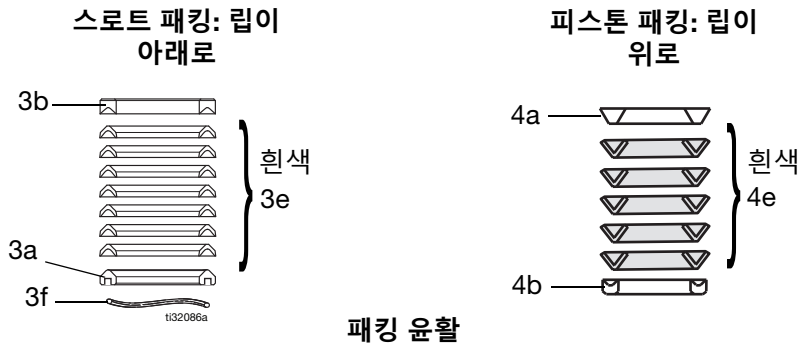 스로트 패킹: 립이
아래로
3b
흰색
3e
3a
3f
ti32086a
피스톤 패킹: 립이
위로
4a
흰색
4e
4b
패킹 윤활